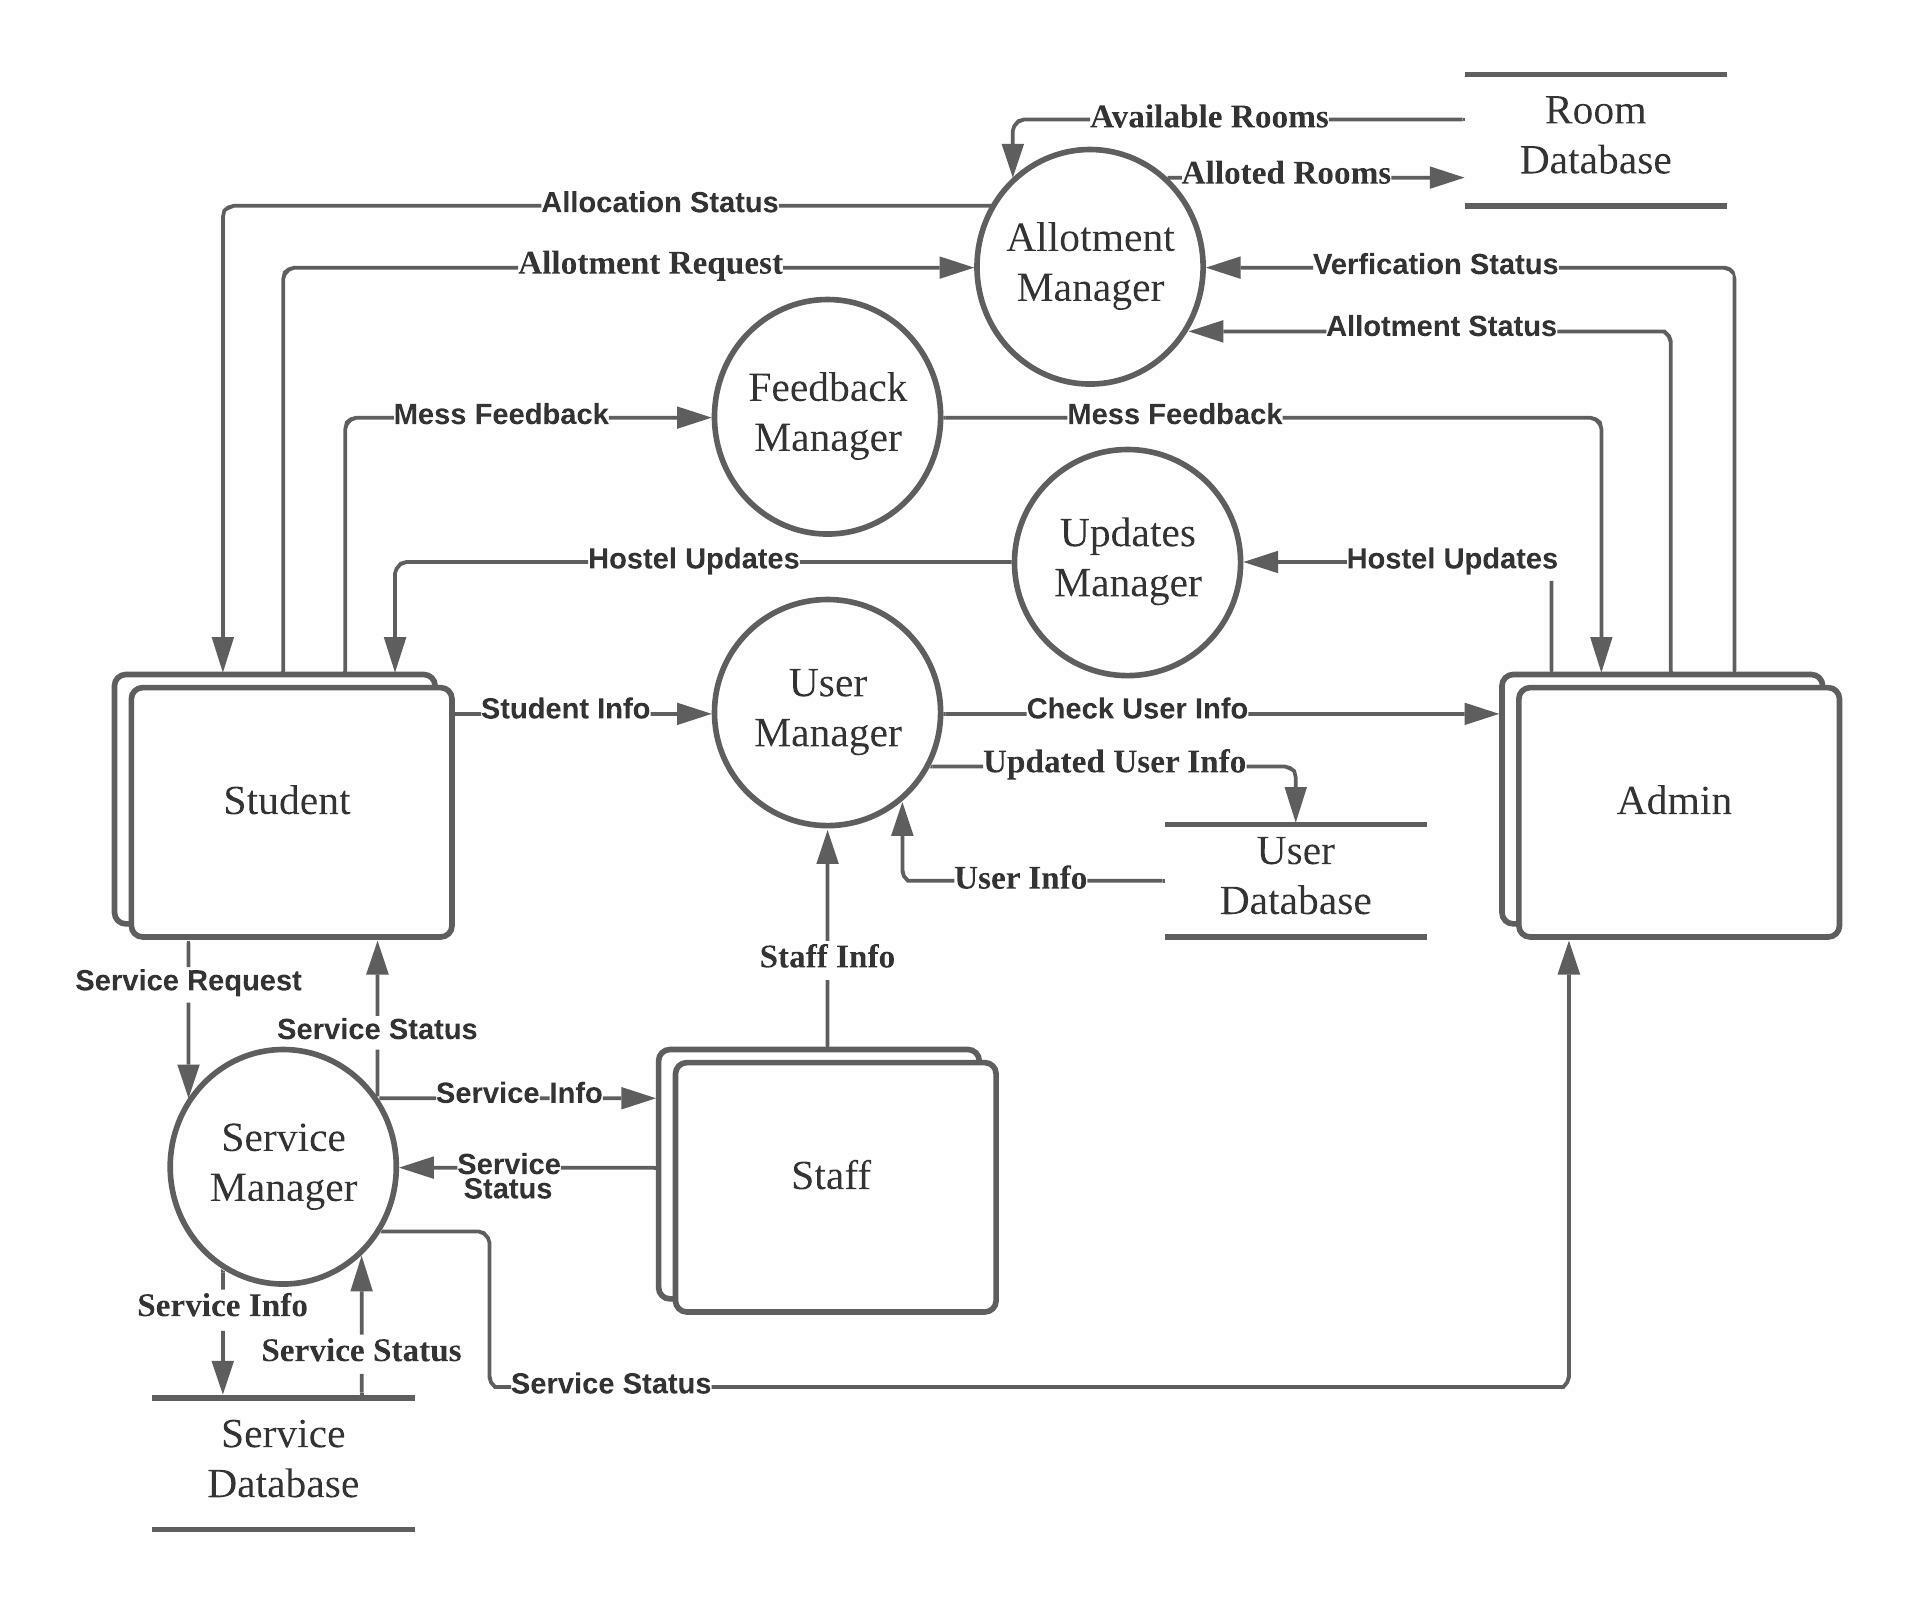 Room
Database
Available Rooms
Alloted Rooms
Allocation Status
Allotment
Manager
Allotment Request
Verfication Status
Allotment Status
Feedback
Manager
Mess Feedback
Mess Feedback
Updates
Manager
Hostel Updates
Hostel Updates
User
Manager
Student Info
Check User Info
Updated User Info
Student
Admin
User
Database
User Info
Staff Info
Service Request
Service Status
Service Info
Service
Manager
Service
Status
Staff
Service Info
Service Status
Service Status
Service
Database